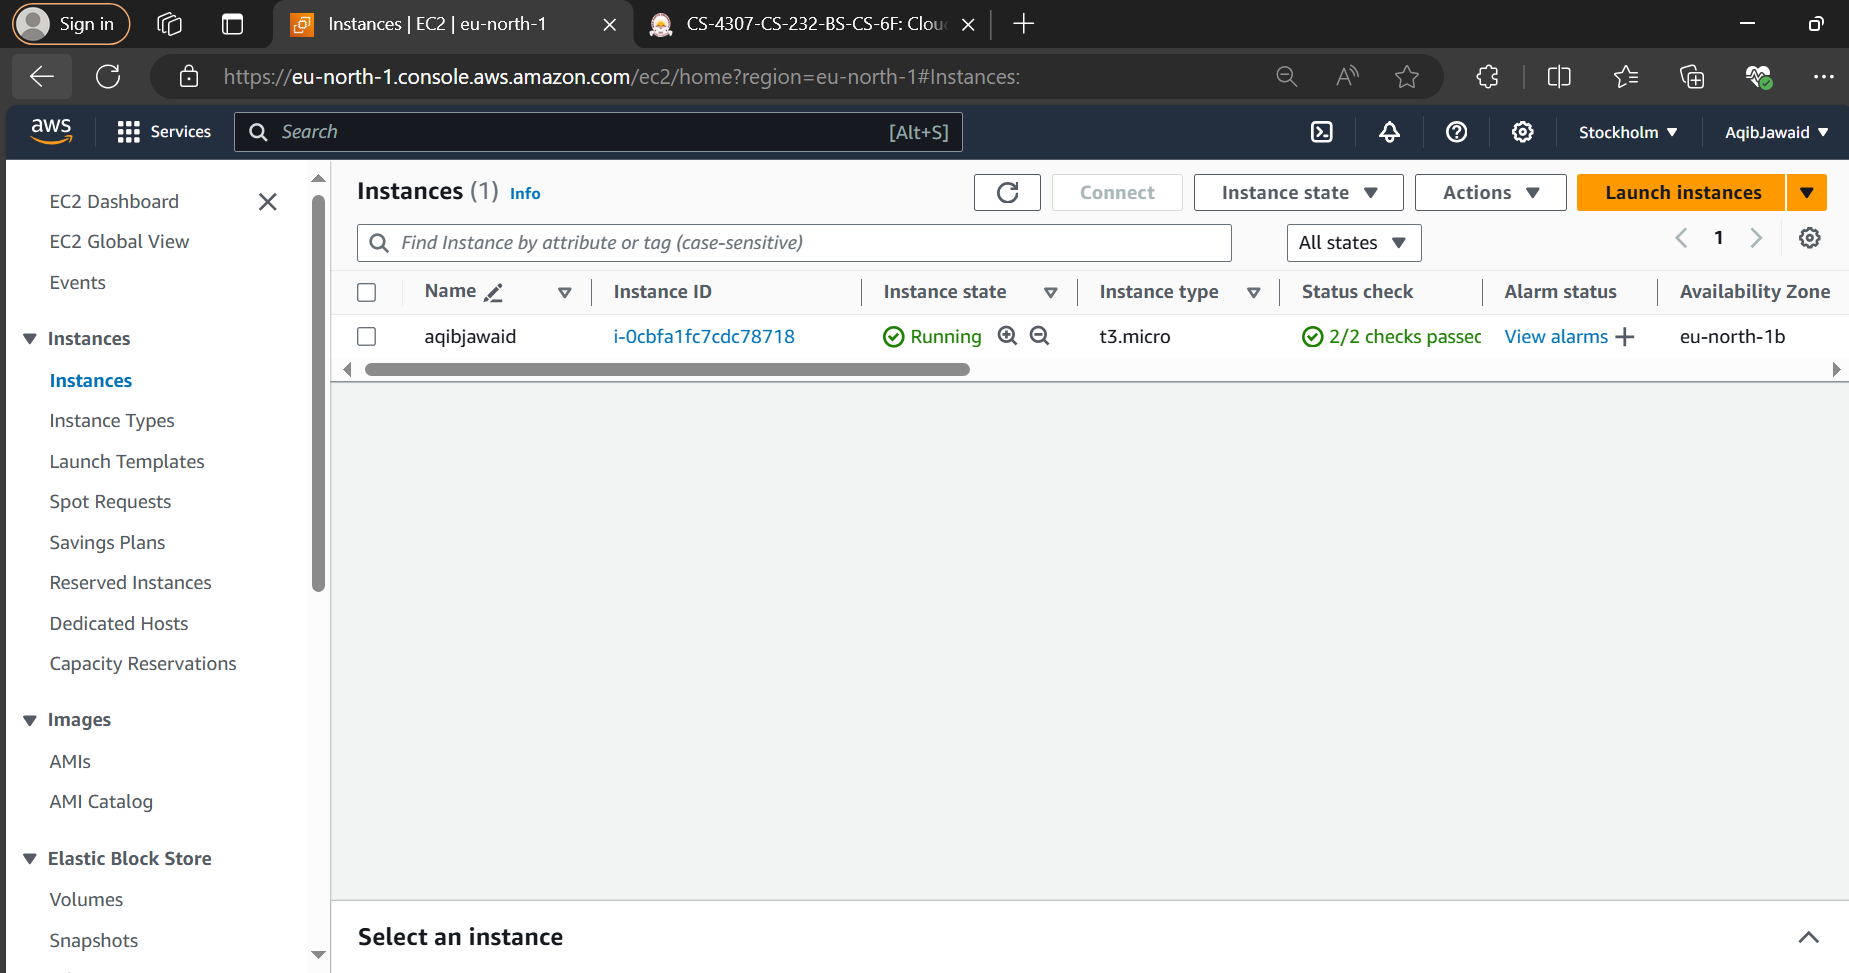 Sign in
Instances | EC2 | eu-north-1
CS-4307-CS-232-BS-CS-6F: Clou
https://eu-north-1.console.aws.amazon.com/ec2/home?region=eu-north-1#Instances:
aws
Services
Search
[Alt+S]
Stockholm
AqibJawaid
EC2 Dashboard
EC2 Global View
Events
Instances
Instances
Instance Types
Launch Templates
Spot Requests
Savings Plans
Reserved Instances
Dedicated Hosts
Capacity Reservations
Images
AMIs
AMI Catalog
Elastic Block Store
Volumes
Snapshots
Instances (1) Info
Connect
Instance state
Actions
Launch instances
Find Instance by attribute or tag (case-sensitive)
All states
1
Name Instance ID Instance state Instance type Status check Alarm status Availability Zone
aqibjawaid i-0cbfa1fc7cdc78718 Running t3.micro 2/2 checks passec View alarms eu-north-1b
Select an instance